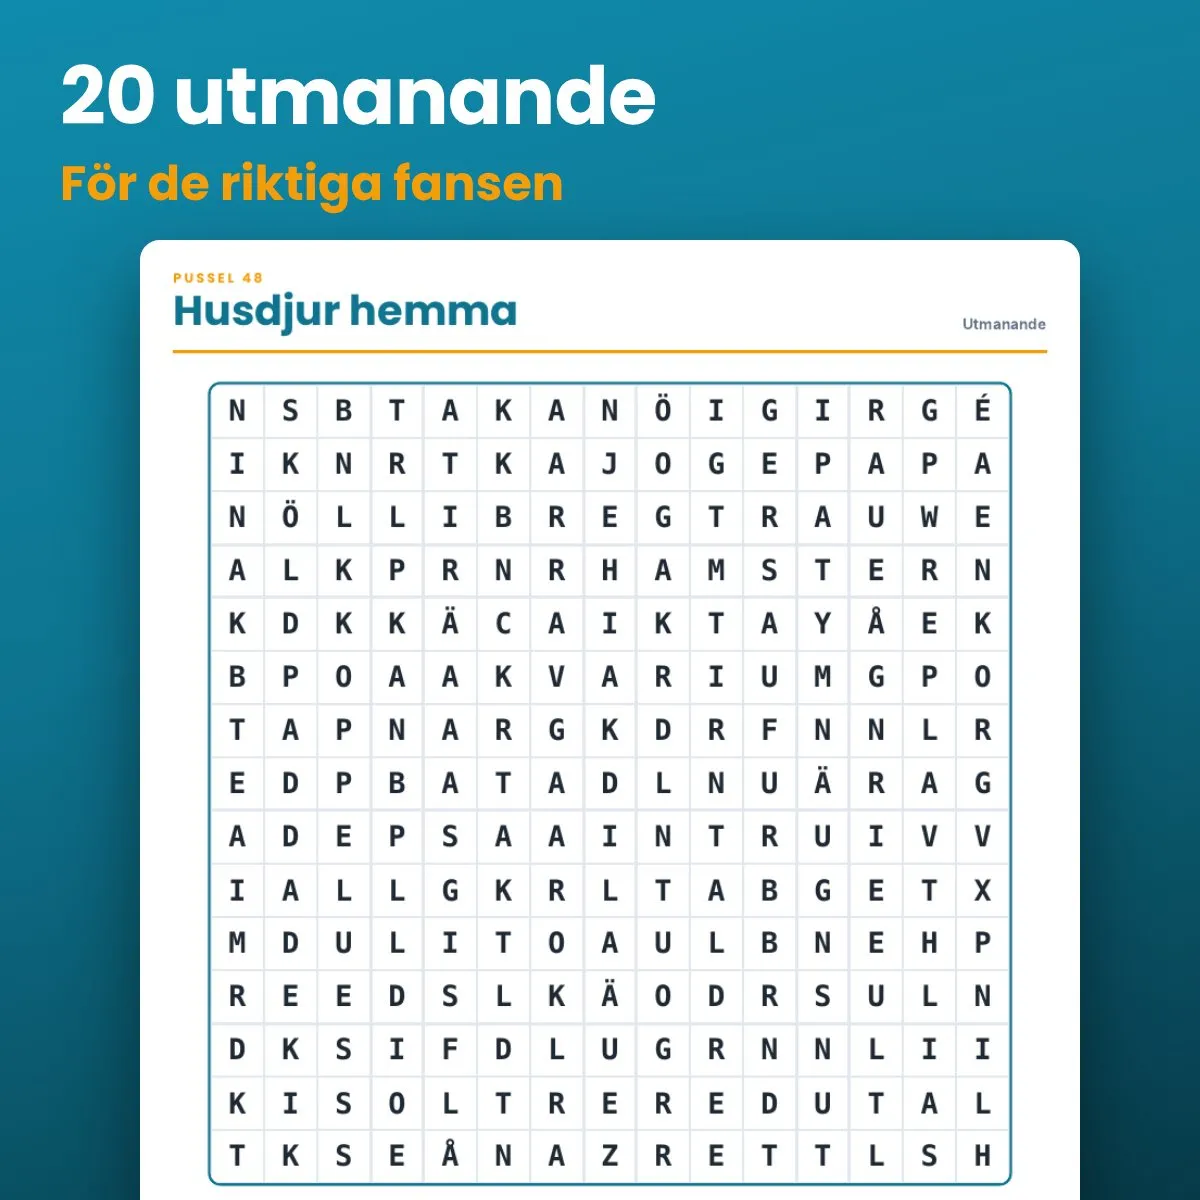 20 utmanande
För de riktiga fansen
PUSSEL 48
Husdjur hemma
Utmanande
N S B T A K A N Ö I G I R G É
I K N R T K A J O G E P A P A
N Ö L L I B R E G T R A U W E
A L K P R N R H A M S T E R N
K D K K Ä C A I K T A Y Å E K
B P O A A K V A R I U M G P O
T A P N A R G K D R F N N L R
E D P B A T A D L N U Ä R A G
A D E P S A A I N T R U I V V
I A L L G K R L T A B G E T X
M D U L I T O A U L B N E H P
R E E D S L K Ä O D R S U L N
D K S I F D L U G R N N L I I
K I S O L T R E R E D U T A L
T K S E Å N A Z R E T T L S H